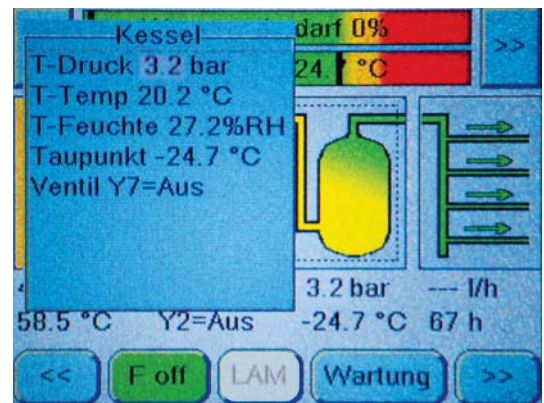 darf 0%
>>
24.7 °C
Kessel
T-Druck 3.2 bar
T-Temp 20.2 °C
T-Feuchte 27.2%RH
Taupunkt -24.7 °C
Ventil Y7=Aus
3.2 bar
--- l/h
58.5 °C
Y2=Aus
-24.7 °C
67 h
<<
F off
LAM
Wartung
>>